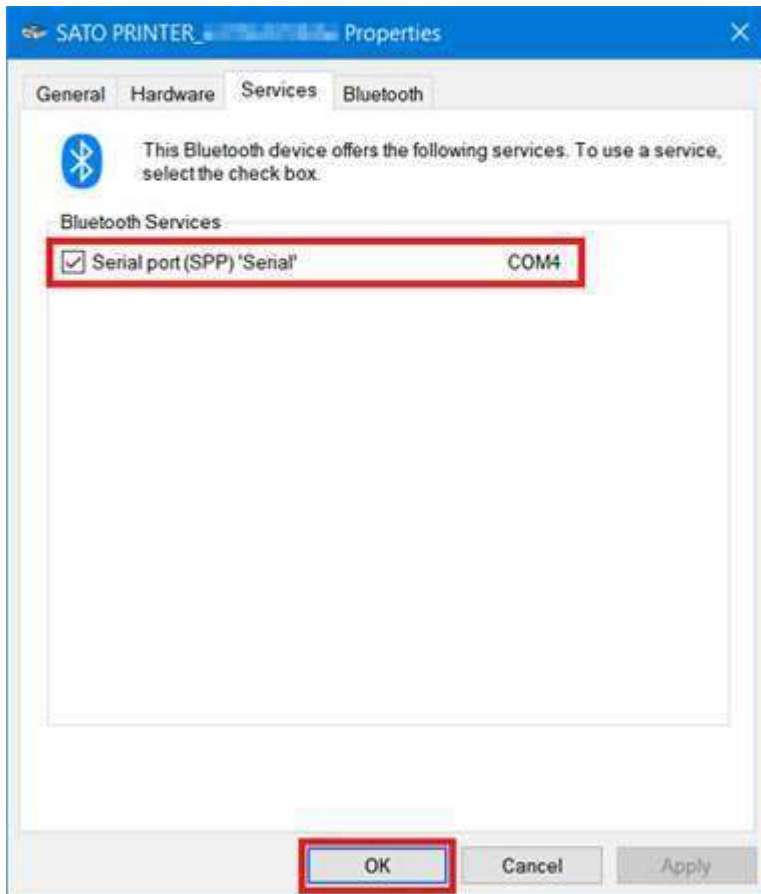 SATO PRINTER_ Properties
General Hardware Services Bluetooth
This Bluetooth device offers the following services. To use a service,
select the check box.
Bluetooth Services
Serial port (SPP) 'Serial' COM4
OK Cancel Apply